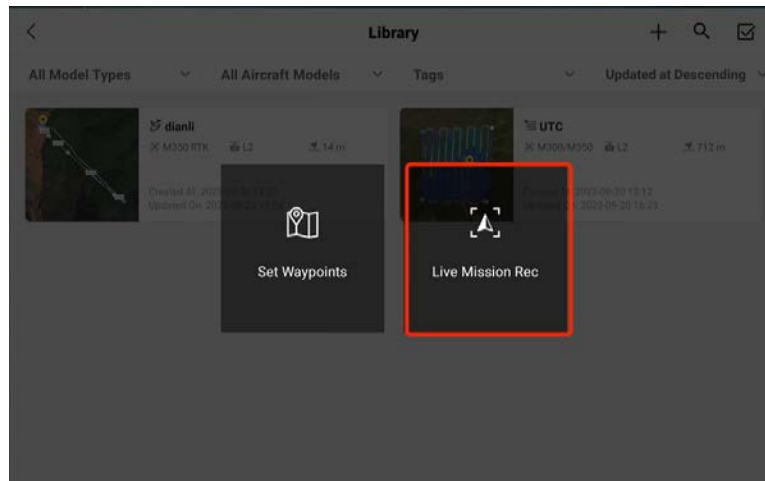 Library
All Model Types
All Aircraft Models
Tags
Updated at Descending
dianli
M350 RTK L2 14 m
UTC
M300/M350 L2 712 m
Set Waypoints
Live Mission Rec